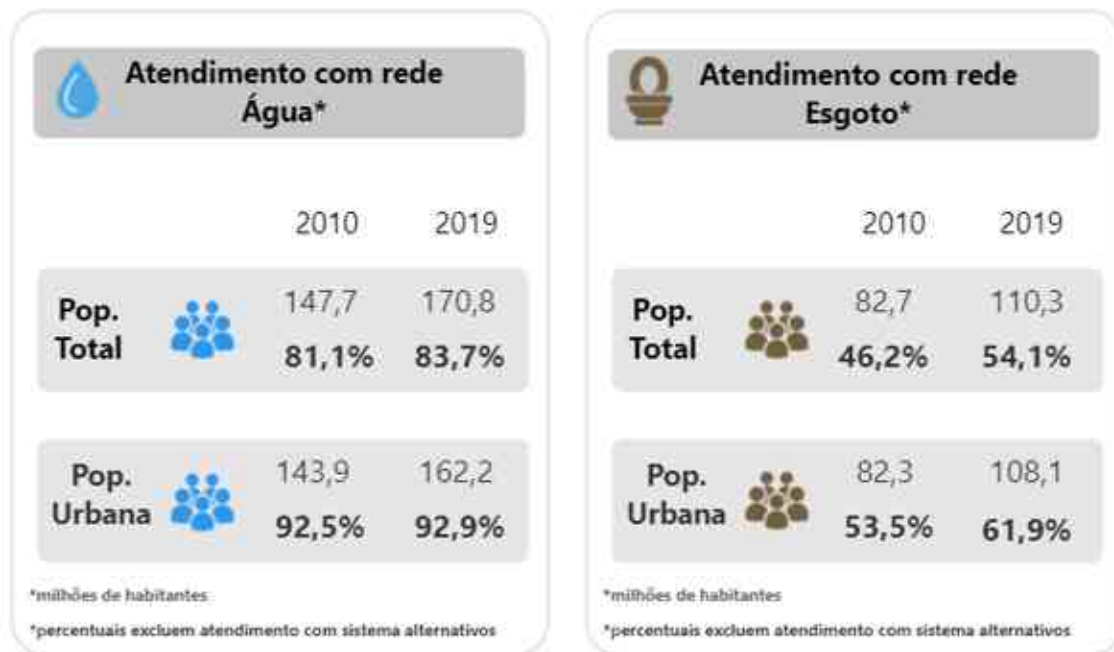 Atendimento com rede
Água*
2010 2019
Pop.
Total
147,7 170,8
81,1% 83,7%
Pop.
Urbana
143,9 162,2
92,5% 92,9%
*milhões de habitantes
*percentuais excluem atendimento com sistema alternativos
Atendimento com rede
Esgoto*
2010 2019
Pop.
Total
82,7 110,3
46,2% 54,1%
Pop.
Urbana
82,3 108,1
53,5% 61,9%
*milhões de habitantes
*percentuais excluem atendimento com sistema alternativos